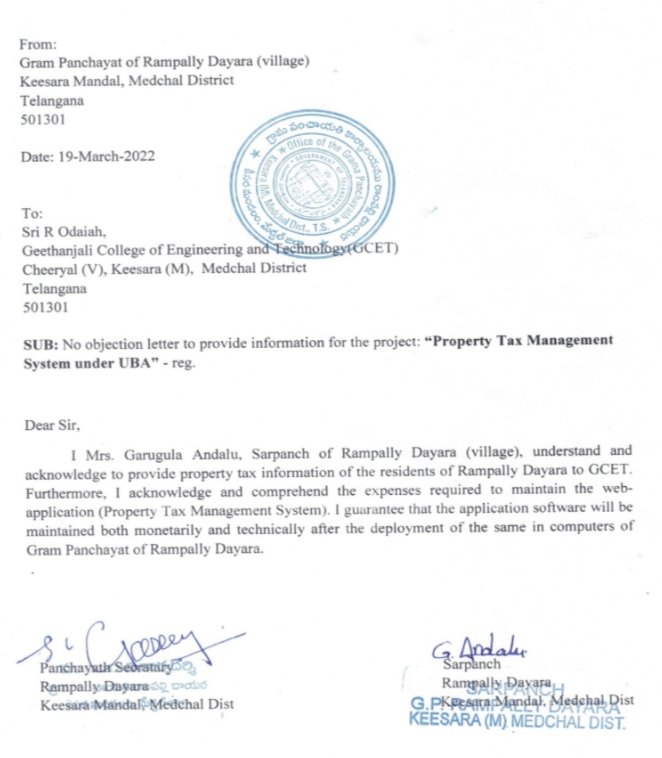 From:
Gram Panchayat of Rampally Dayara (village)
Keesara Mandal, Medchal District
Telangana
501301
గ్రామ పంచాయతి కార్యాలయము
Office of the Grama Panchayath
Keesara
Medchal Dist., T.S.
GOVERNMENT OF TELANGANA
Date: 19-March-2022
To:
Sri R Odaiah,
Geethanjali College of Engineering and Technology(GCET)
Cheeryal (V), Keesara (M), Medchal District
Telangana
501301
SUB: No objection letter to provide information for the project: “Property Tax Management
System under UBA” - reg.
Dear Sir,
I Mrs. Garugula Andalu, Sarpanch of Rampally Dayara (village), understand and
acknowledge to provide property tax information of the residents of Rampally Dayara to GCET.
Furthermore, I acknowledge and comprehend the expenses required to maintain the web-
application (Property Tax Management System). I guarantee that the application software will be
maintained both monetarily and technically after the deployment of the same in computers of
Gram Panchayat of Rampally Dayara.
Panchayath Secratary
Rampally Dayara
Keesara Mandal, Medchal Dist
G. Andalu
Sarpanch
Rampally Dayara
Keesara Mandal, Medchal Dist
SARPANCH
G.P. RAMPALLY DAYARA
KEESARA (M) MEDCHAL DIST.